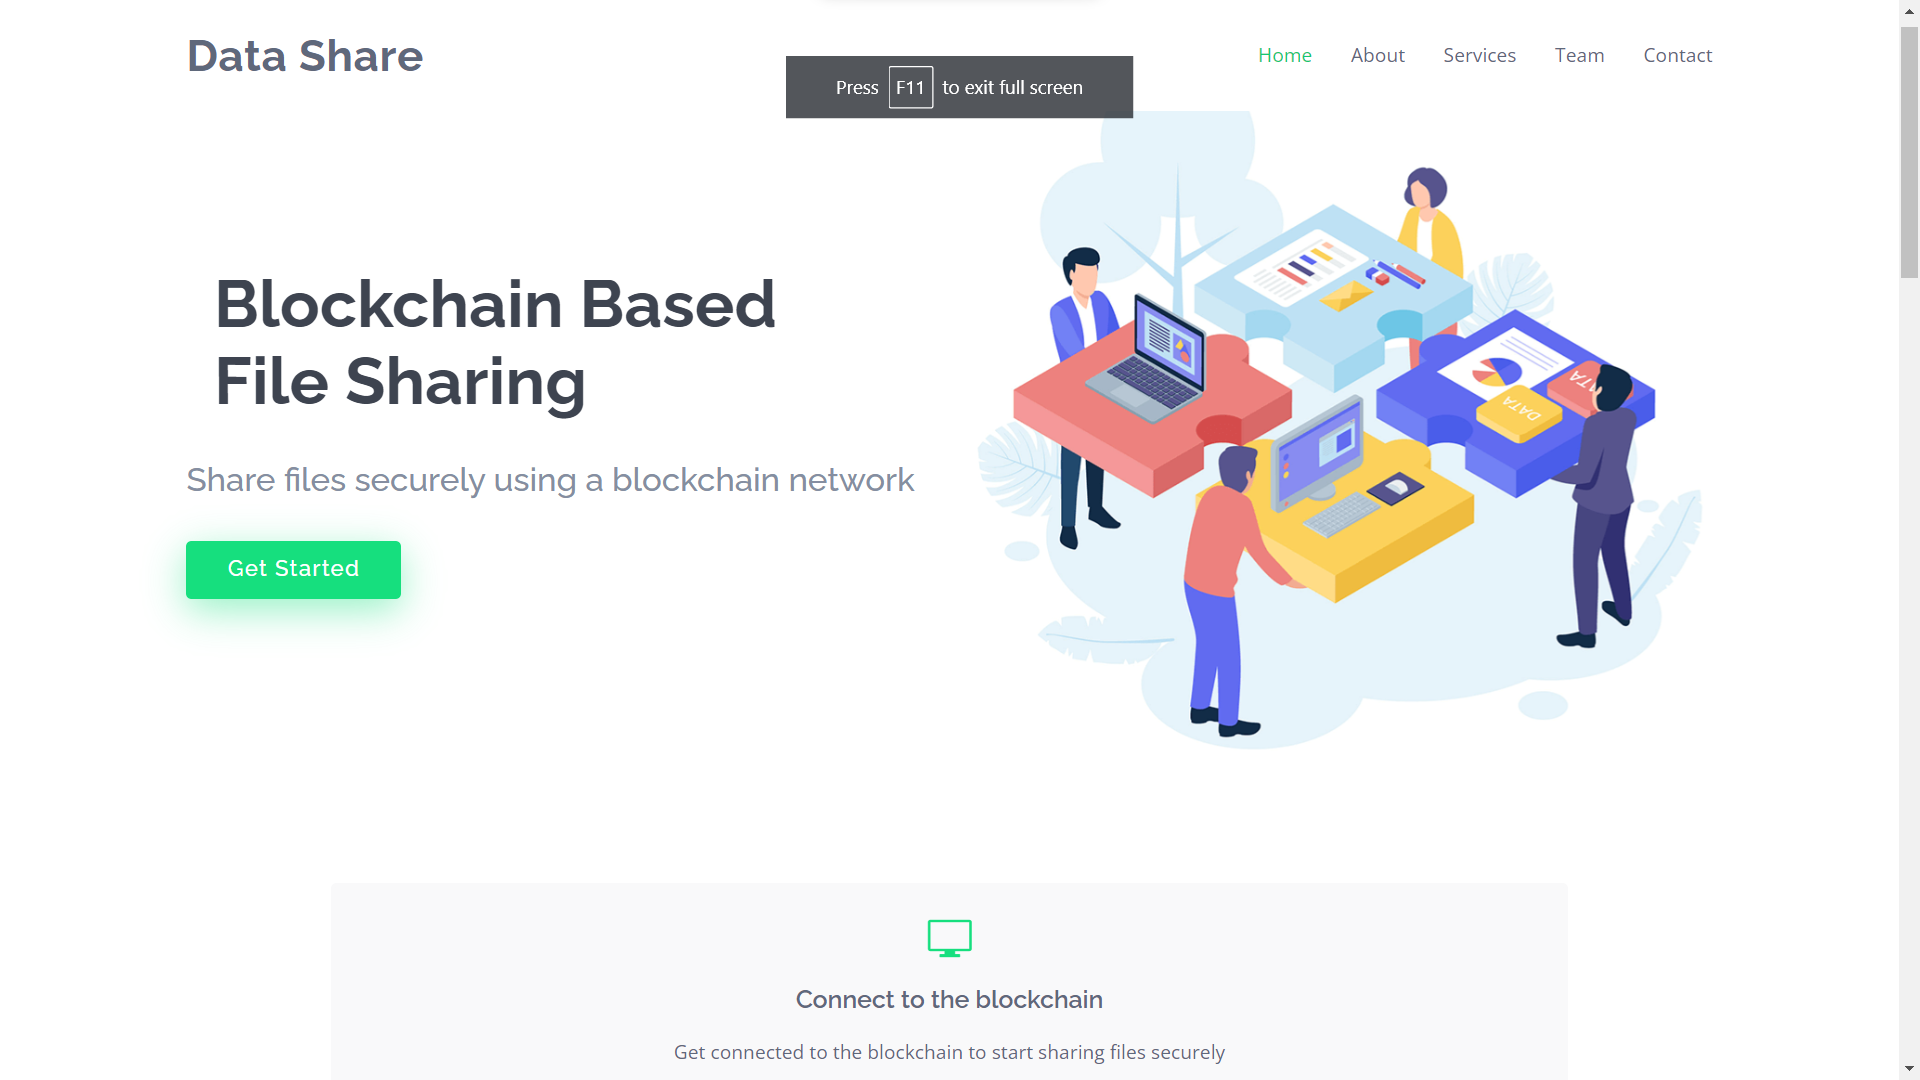 Data Share
Home About Services Team Contact
Press F11 to exit full screen
Blockchain Based
File Sharing
Share files securely using a blockchain network
Get Started
DATA
DATA
Connect to the blockchain
Get connected to the blockchain to start sharing files securely